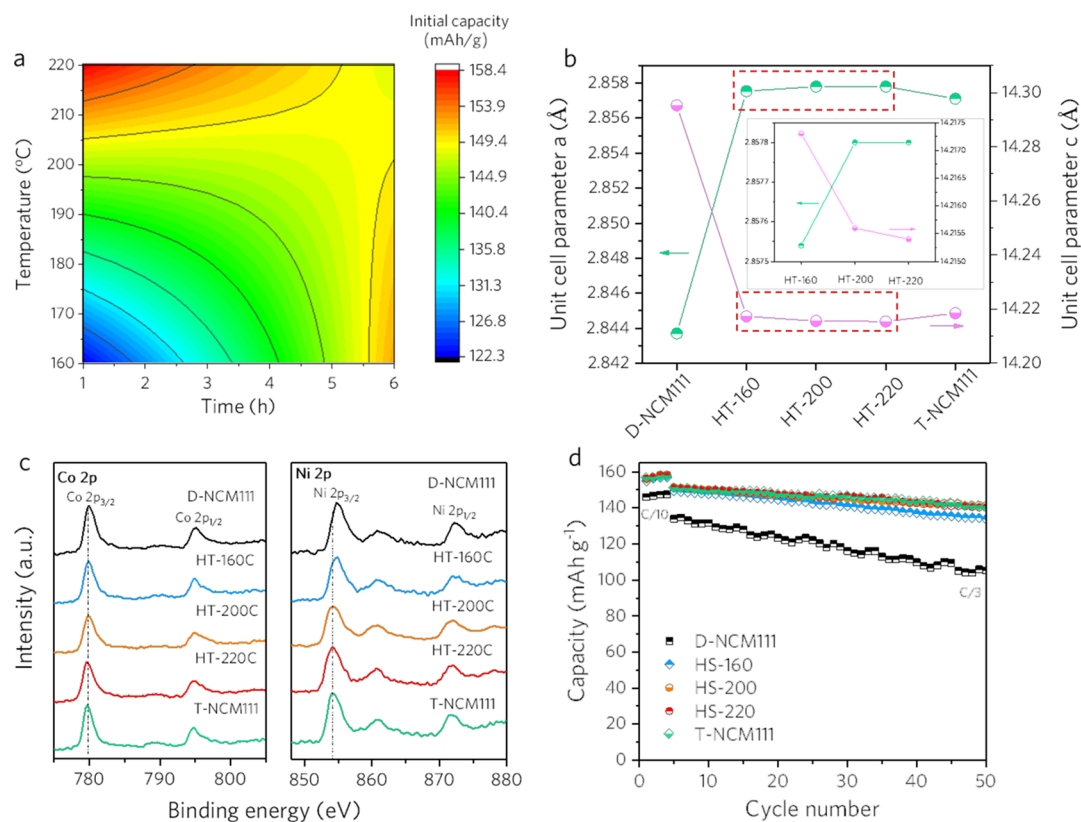 a
Initial capacity
(mAh/g)
220
210
200
190
180
170
160
Temperature (ºC)
1 2 3 4 5 6
Time (h)
158.4
153.9
149.4
144.9
140.4
135.8
131.3
126.8
122.3
b
2.858
2.856
2.854
2.852
2.850
2.848
2.846
2.844
2.842
Unit cell parameter a (Å)
14.30
14.28
14.26
14.24
14.22
14.20
Unit cell parameter c (Å)
2.8578
2.8577
2.8576
2.8575
14.2175
14.2170
14.2165
14.2160
14.2155
14.2150
HT-160 HT-200 HT-220
D-NCM111 HT-160 HT-200 HT-220 T-NCM111
c
Co 2p
Co 2p3/2
D-NCM111
Co 2p1/2
HT-160C
HT-200C
HT-220C
T-NCM111
780 795 800
Ni 2p
Ni 2p3/2
D-NCM111
Ni 2p1/2
HT-160C
HT-200C
HT-220C
T-NCM111
850 860 870 880
Intensity (a.u.)
Binding energy (eV)
d
160
140
120
100
80
60
40
20
0
Capacity (mAh g-1)
C/10
C/3
D-NCM111
HS-160
HS-200
HS-220
T-NCM111
0 10 20 30 40 50
Cycle number